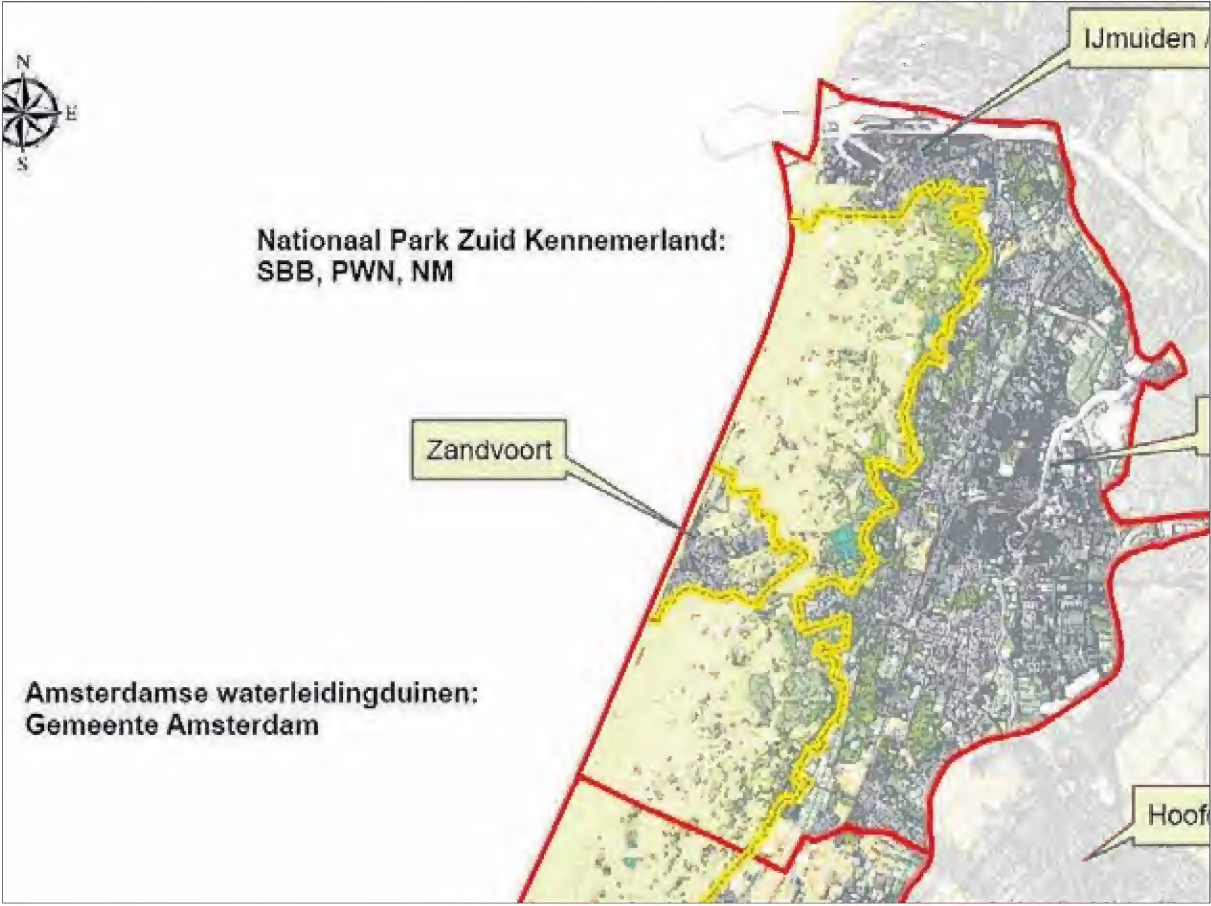 N
E
S
IJmuiden /
Nationaal Park Zuid Kennemerland:
SBB, PWN, NM
Zandvoort
Amsterdamse waterleidingduinen:
Gemeente Amsterdam